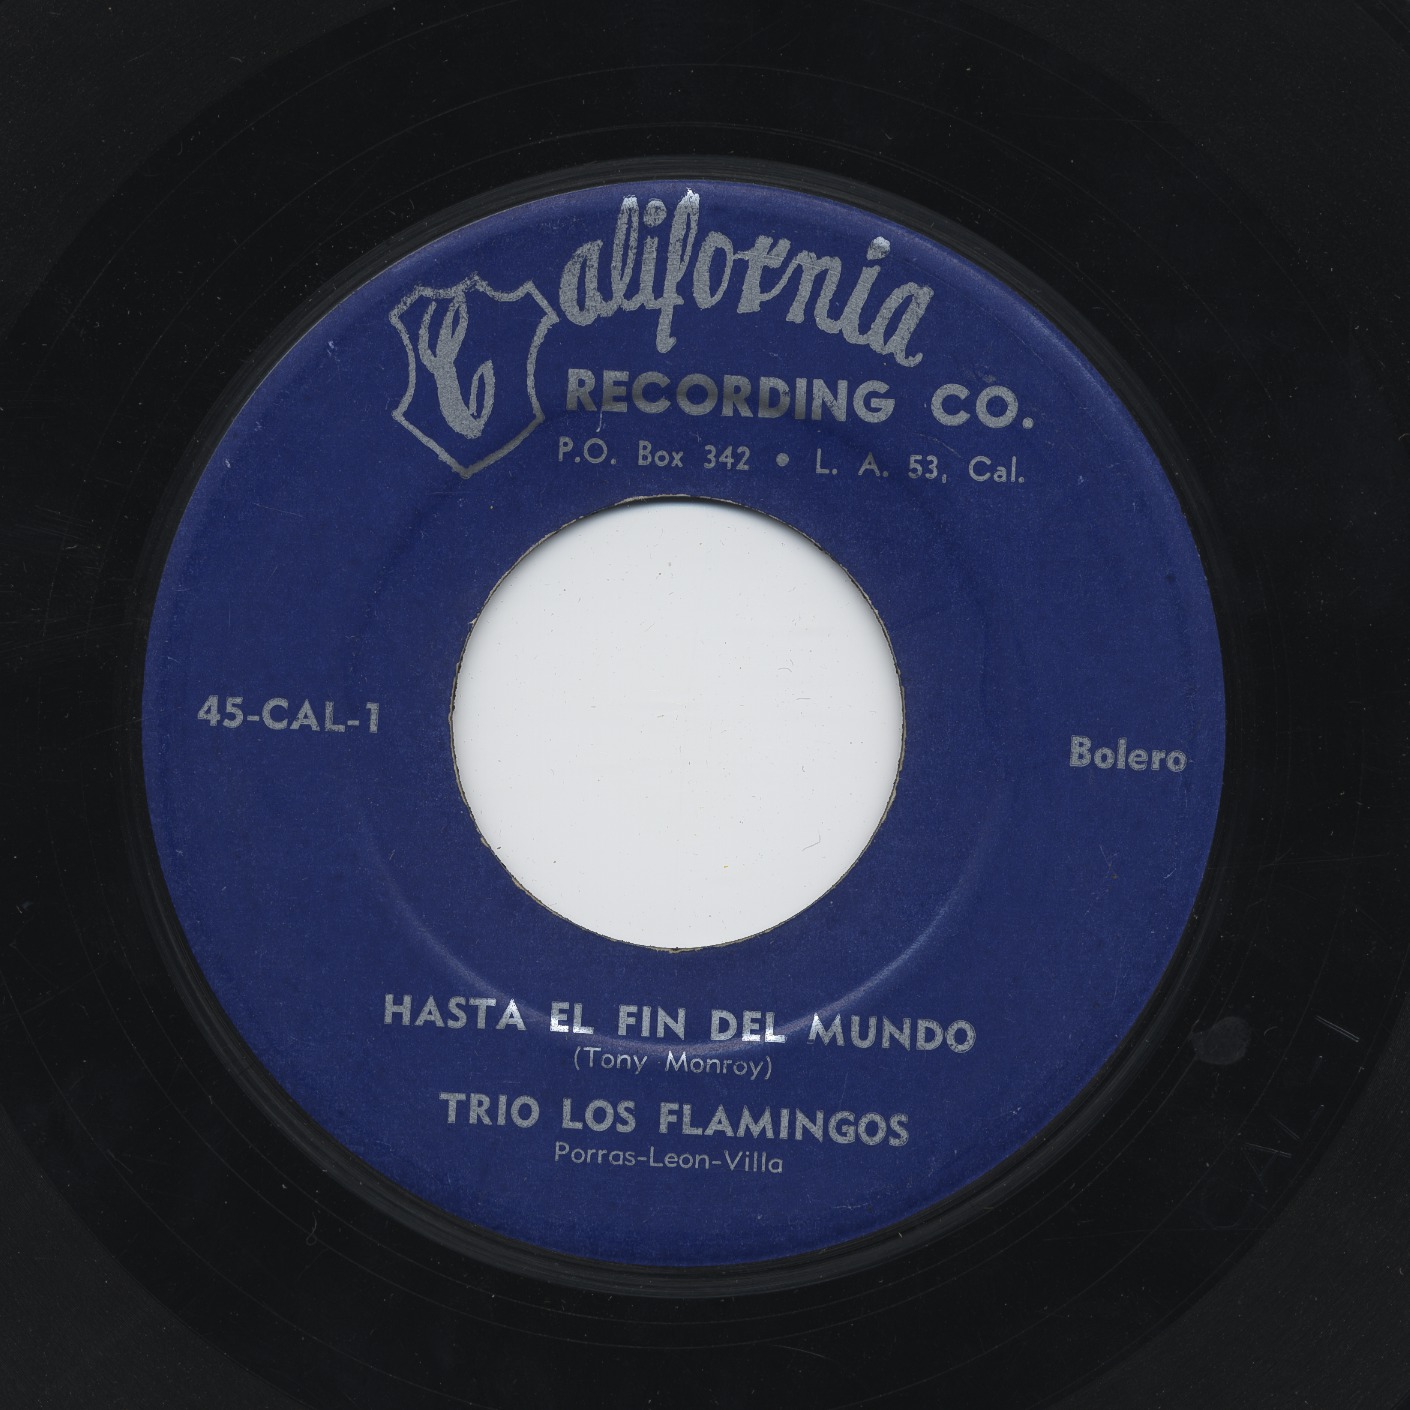 California
RECORDING CO.
P.O. Box 342 • L. A. 53, Cal.
45-CAL-1
Bolero
HASTA EL FIN DEL MUNDO
(Tony Monroy)
TRIO LOS FLAMINGOS
Porras-Leon-Villa